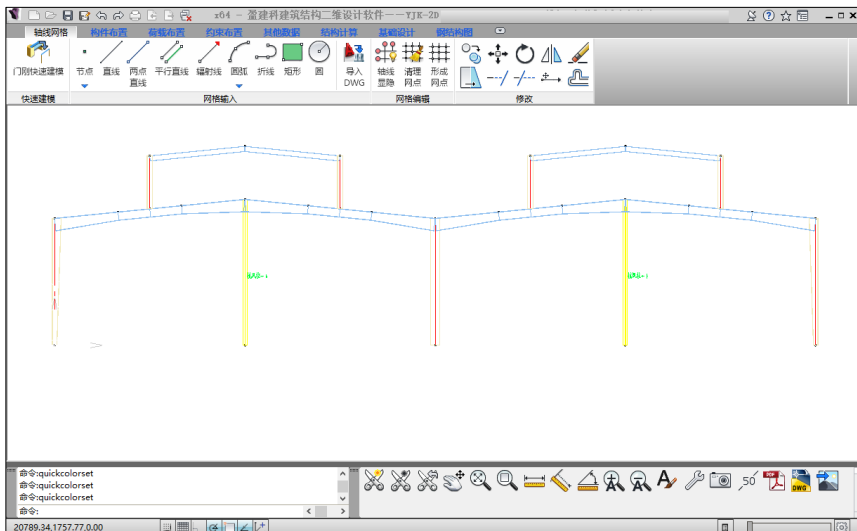 x64 - 盈建科建筑结构二维设计软件---YJK-2D
轴线网格 构件布置 荷载布置 约束布置 其他数据 结构计算 基础设计 钢结构图
门刚快速建模 节点 直线 两点直线 平行直线 辐射线 圆弧 折线 矩形 圆 导入DWG 轴线显隐 清理网点 形成网点
快速建模 网格输入 网格编辑 修改
命令:quickcolorset
命令:quickcolorset
命令:quickcolorset
命令:
50
PDF
DWG
20789.34,1757.77,0.00